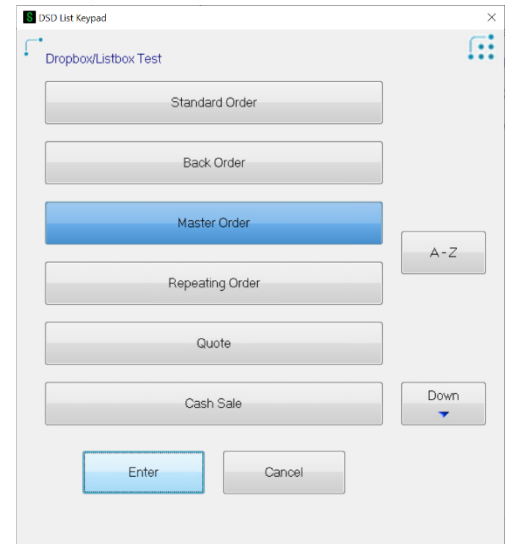 DSD List Keypad
Dropbox/Listbox Test
Standard Order
Back Order
Master Order
A-Z
Repeating Order
Quote
Cash Sale
Down
Enter
Cancel